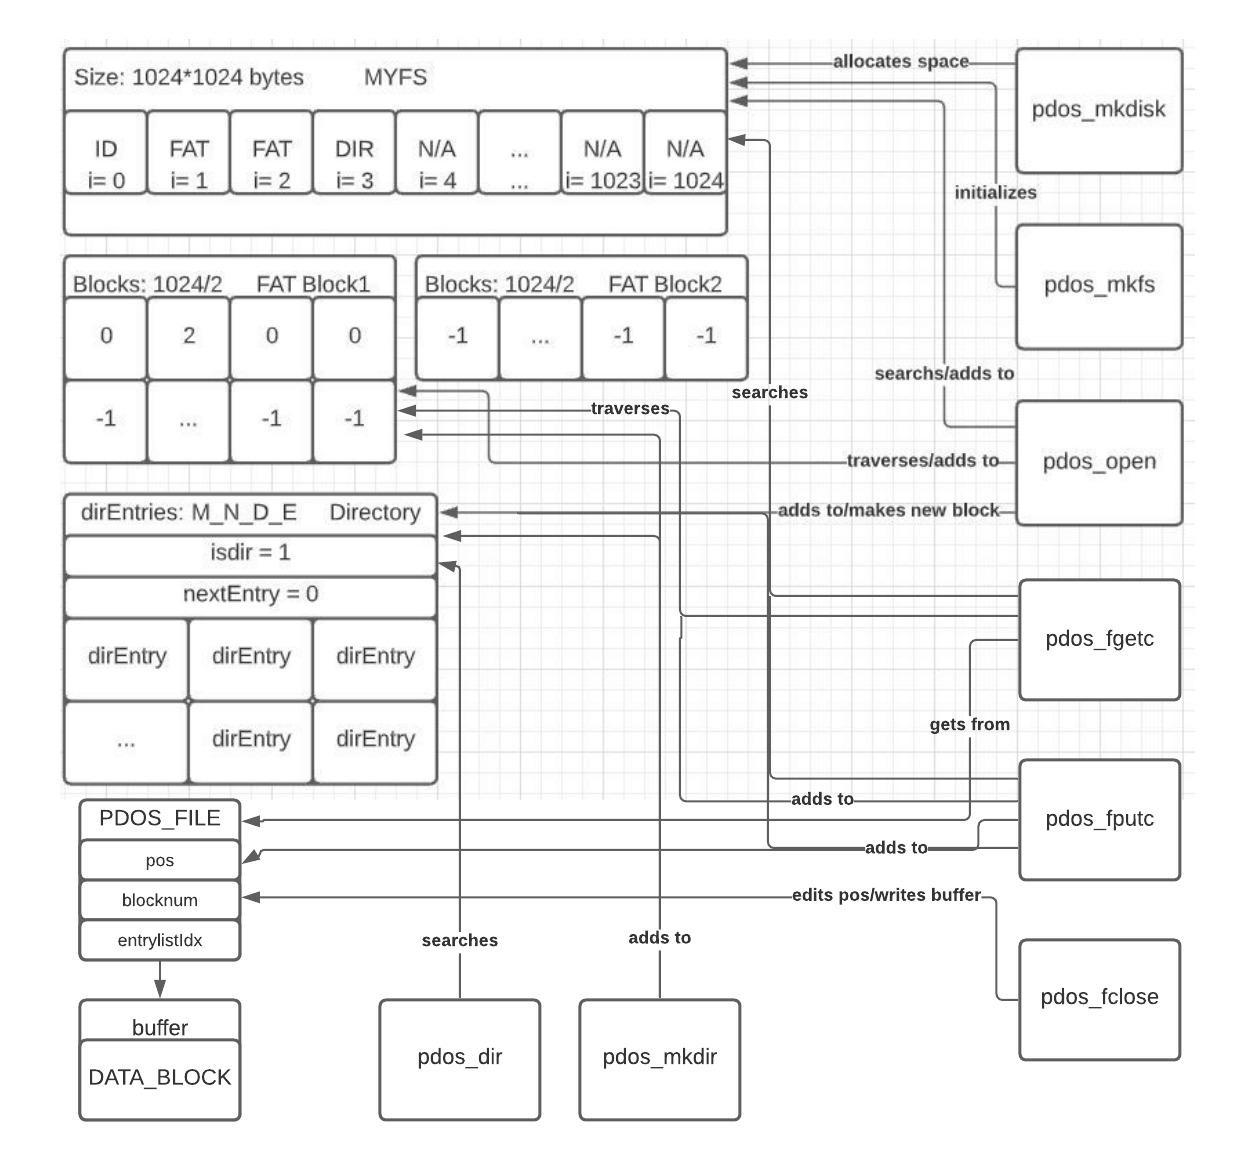 Size: 1024*1024 bytes MYFS
ID FAT FAT DIR N/A ... N/A N/A
i= 0 i= 1 i= 2 i= 3 i= 4 ... i= 1023 i= 1024
allocates space
pdos_mkdisk
initializes
pdos_mkfs
Blocks: 1024/2 FAT Block1
0 2 0 0
-1 ... -1 -1
Blocks: 1024/2 FAT Block2
-1 ... -1 -1
searchs/adds to
searches
traverses
traverses/adds to
pdos_open
adds to/makes new block
dirEntries: M_N_D_E Directory
isdir = 1
nextEntry = 0
dirEntry dirEntry dirEntry
... dirEntry dirEntry
pdos_fgetc
gets from
adds to
pdos_fputc
adds to
PDOS_FILE
pos
blocknum
entrylistIdx
edits pos/writes buffer
searches
adds to
pdos_fclose
buffer
DATA_BLOCK
pdos_dir
pdos_mkdir